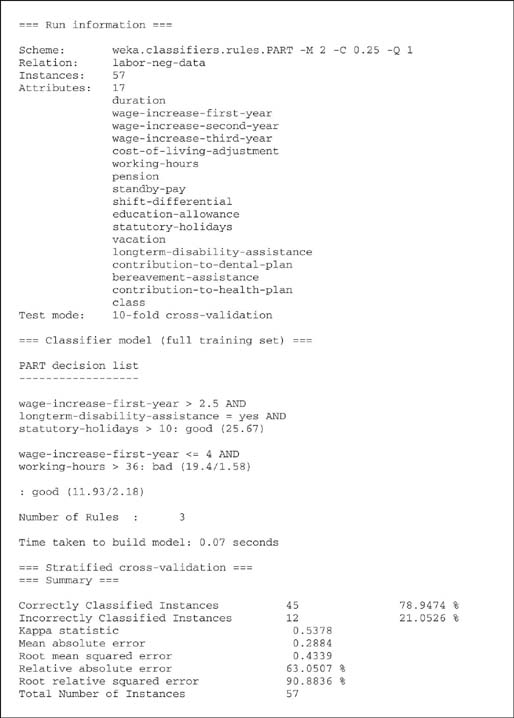 === Run information ===
Scheme: weka.classifiers.rules.PART -M 2 -C 0.25 -Q 1
Relation: labor-neg-data
Instances: 57
Attributes: 17
duration
wage-increase-first-year
wage-increase-second-year
wage-increase-third-year
cost-of-living-adjustment
working-hours
pension
standby-pay
shift-differential
education-allowance
statutory-holidays
vacation
longterm-disability-assistance
contribution-to-dental-plan
bereavement-assistance
contribution-to-health-plan
class
Test mode: 10-fold cross-validation
=== Classifier model (full training set) ===
PART decision list
------------------
wage-increase-first-year > 2.5 AND
longterm-disability-assistance = yes AND
statutory-holidays > 10: good (25.67)
wage-increase-first-year <= 4 AND
working-hours > 36: bad (19.4/1.58)
: good (11.93/2.18)
Number of Rules : 3
Time taken to build model: 0.07 seconds
=== Stratified cross-validation ===
=== Summary ===
Correctly Classified Instances 45 78.9474 %
Incorrectly Classified Instances 12 21.0526 %
Kappa statistic 0.5378
Mean absolute error 0.2884
Root mean squared error 0.4339
Relative absolute error 63.0507 %
Root relative squared error 90.8836 %
Total Number of Instances 57